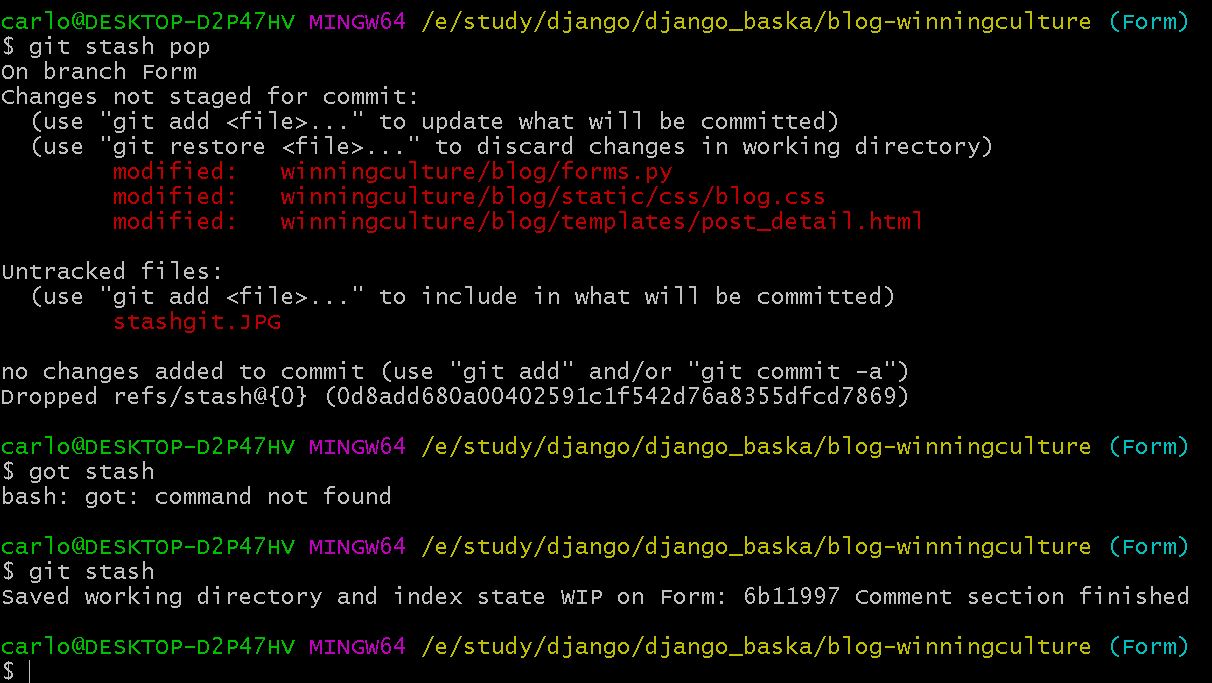 carlo@DESKTOP-D2P47HV MINGW64 /e/study/django/django_baska/blog-winningculture (Form)
$ git stash pop
On branch Form
Changes not staged for commit:
  (use "git add <file>..." to update what will be committed)
  (use "git restore <file>..." to discard changes in working directory)
        modified:   winningculture/blog/forms.py
        modified:   winningculture/blog/static/css/blog.css
        modified:   winningculture/blog/templates/post_detail.html

Untracked files:
  (use "git add <file>..." to include in what will be committed)
        stashgit.JPG

no changes added to commit (use "git add" and/or "git commit -a")
Dropped refs/stash@{0} (0d8add680a00402591c1f542d76a8355dfcd7869)

carlo@DESKTOP-D2P47HV MINGW64 /e/study/django/django_baska/blog-winningculture (Form)
$ got stash
bash: got: command not found

carlo@DESKTOP-D2P47HV MINGW64 /e/study/django/django_baska/blog-winningculture (Form)
$ git stash
Saved working directory and index state WIP on Form: 6b11997 Comment section finished

carlo@DESKTOP-D2P47HV MINGW64 /e/study/django/django_baska/blog-winningculture (Form)
$